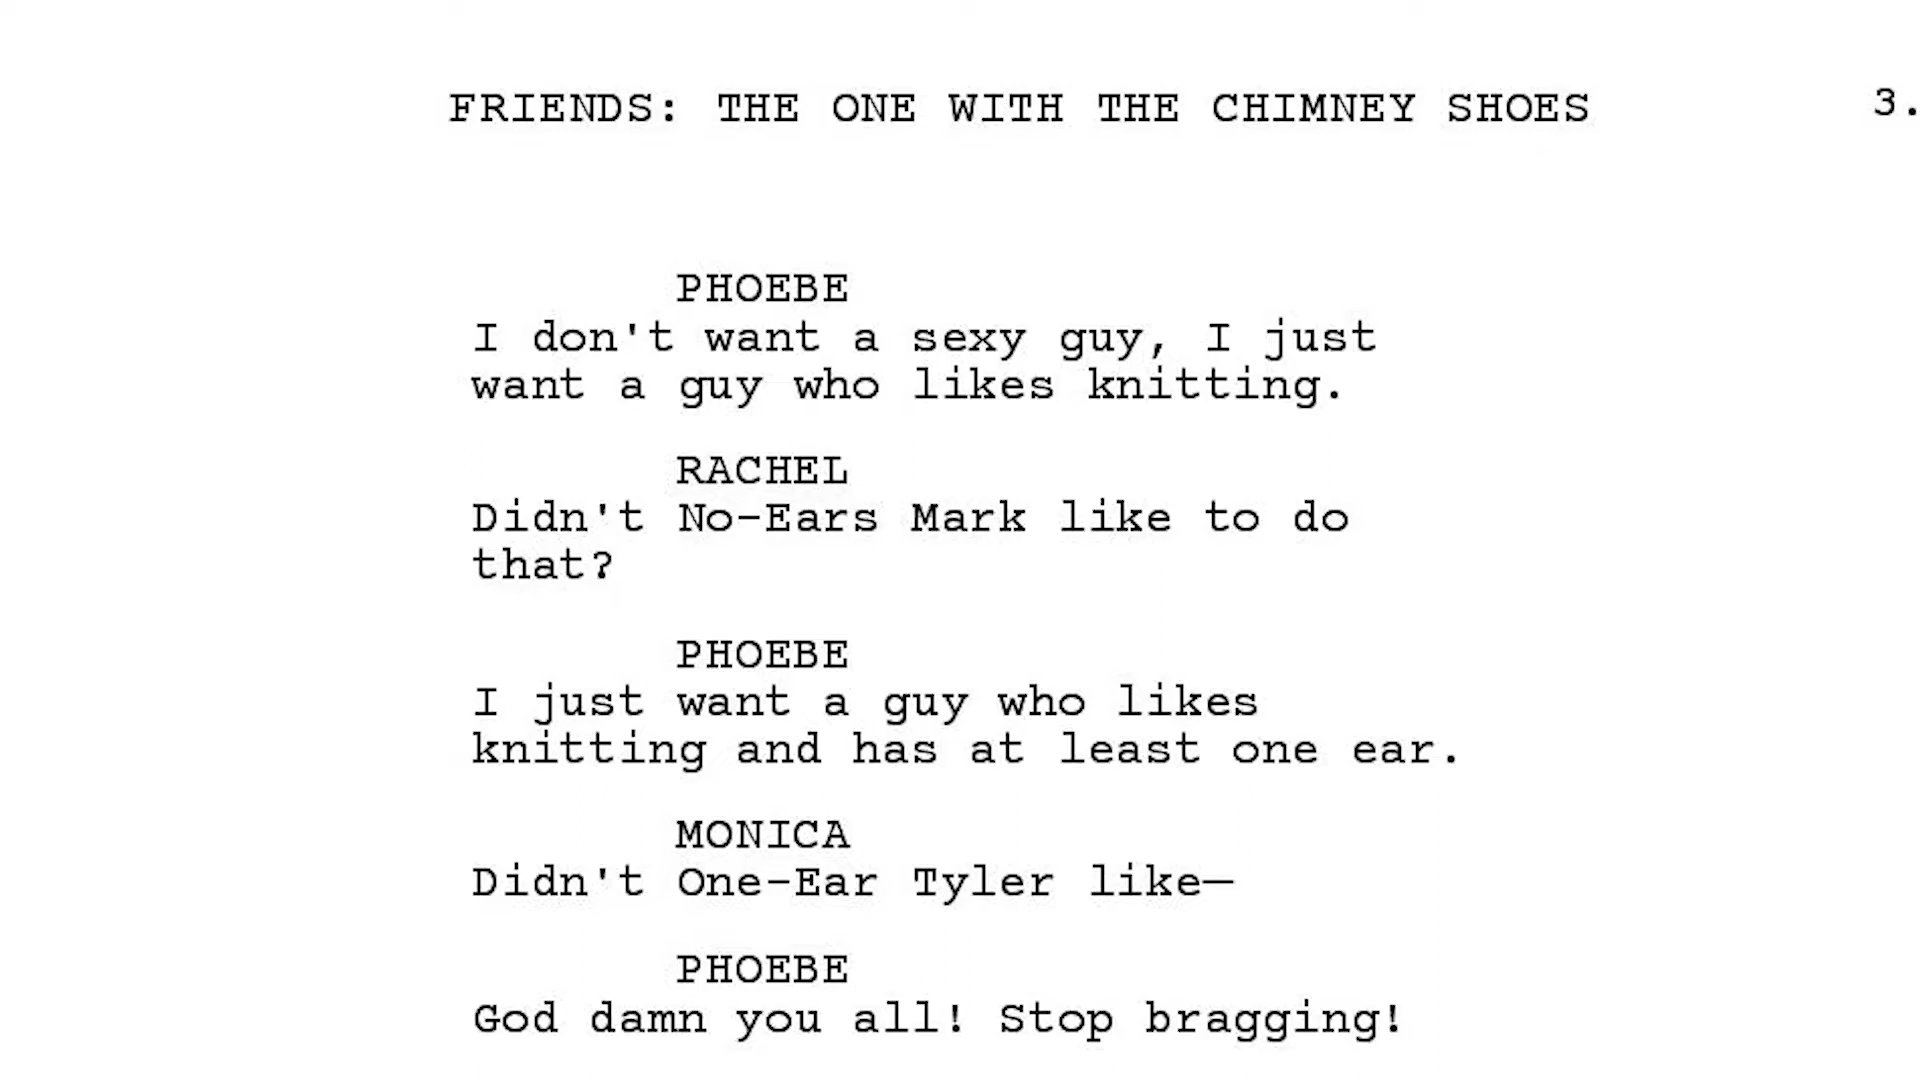 FRIENDS: THE ONE WITH THE CHIMNEY SHOES 3.
PHOEBE
I don't want a sexy guy, I just
want a guy who likes knitting.
RACHEL
Didn't No-Ears Mark like to do
that?
PHOEBE
I just want a guy who likes
knitting and has at least one ear.
MONICA
Didn't One-Ear Tyler like—
PHOEBE
God damn you all! Stop bragging!